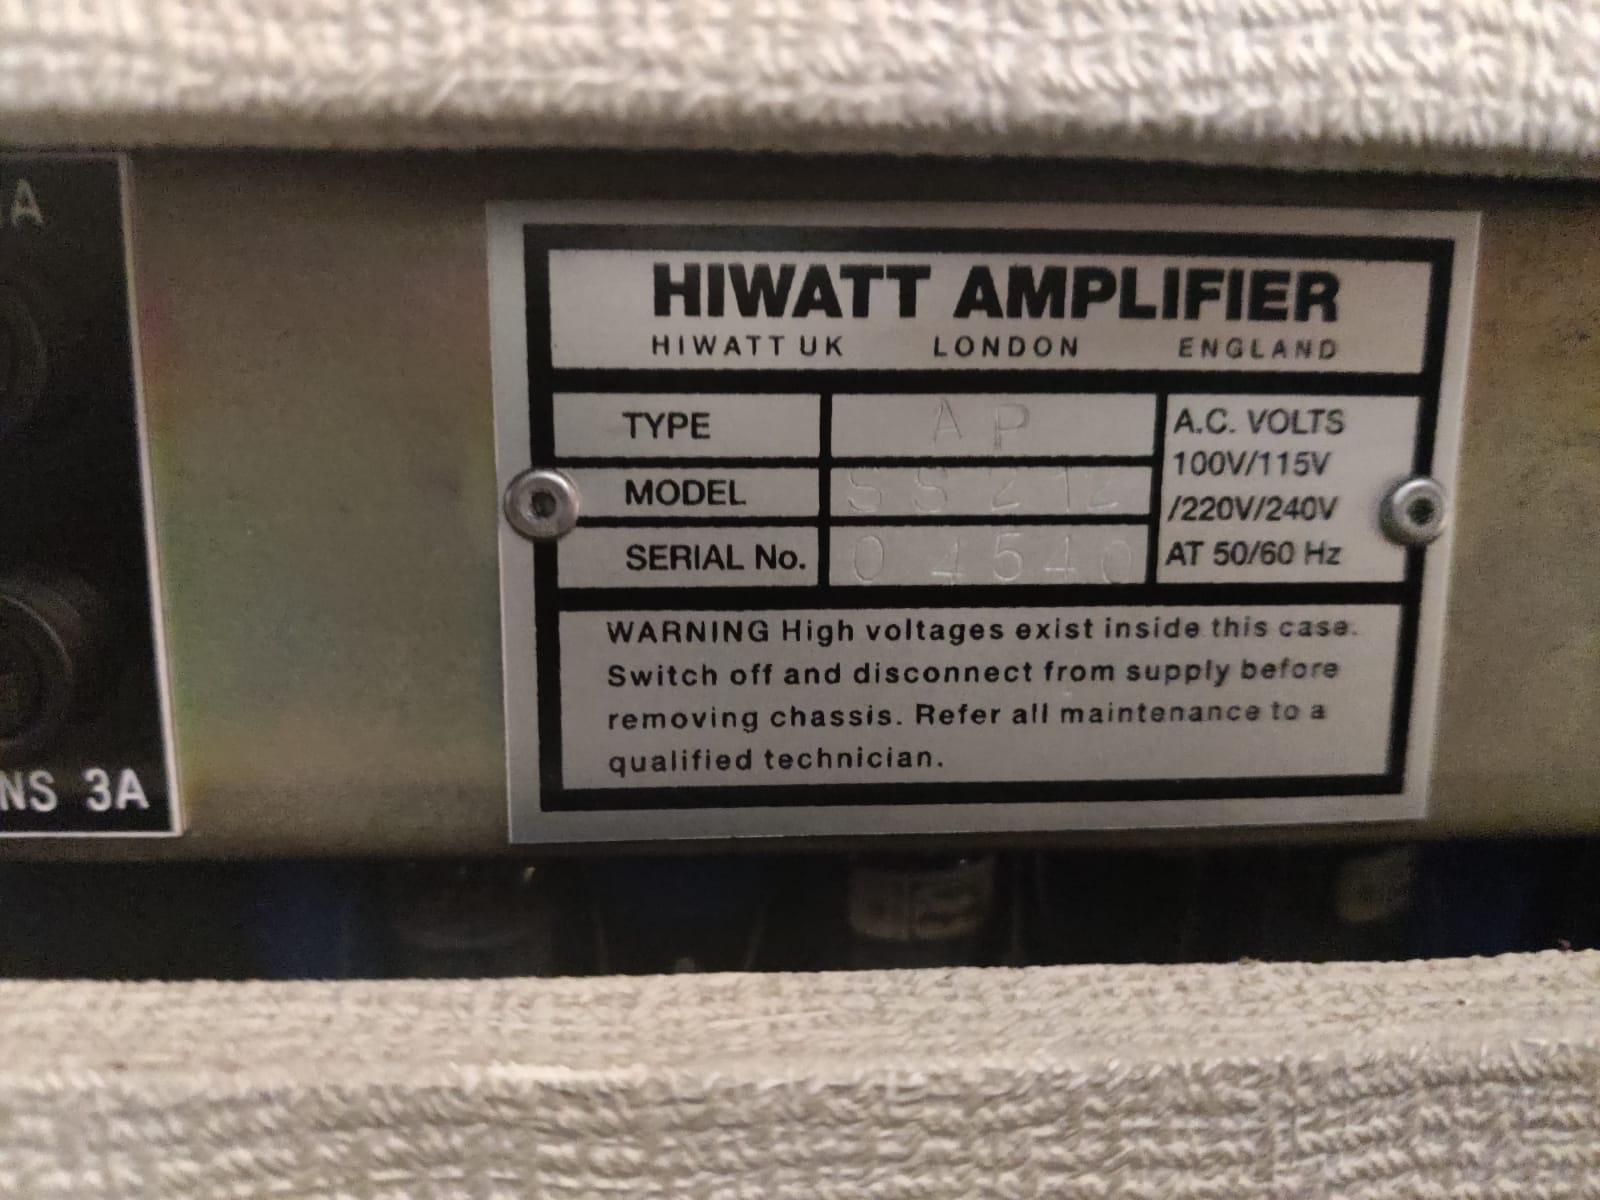 A
NS 3A
HIWATT AMPLIFIER
HIWATT UK LONDON ENGLAND
TYPE AP
MODEL SS212
SERIAL No. 04540
A.C. VOLTS
100V/115V
/220V/240V
AT 50/60 Hz
WARNING High voltages exist inside this case.
Switch off and disconnect from supply before
removing chassis. Refer all maintenance to a
qualified technician.